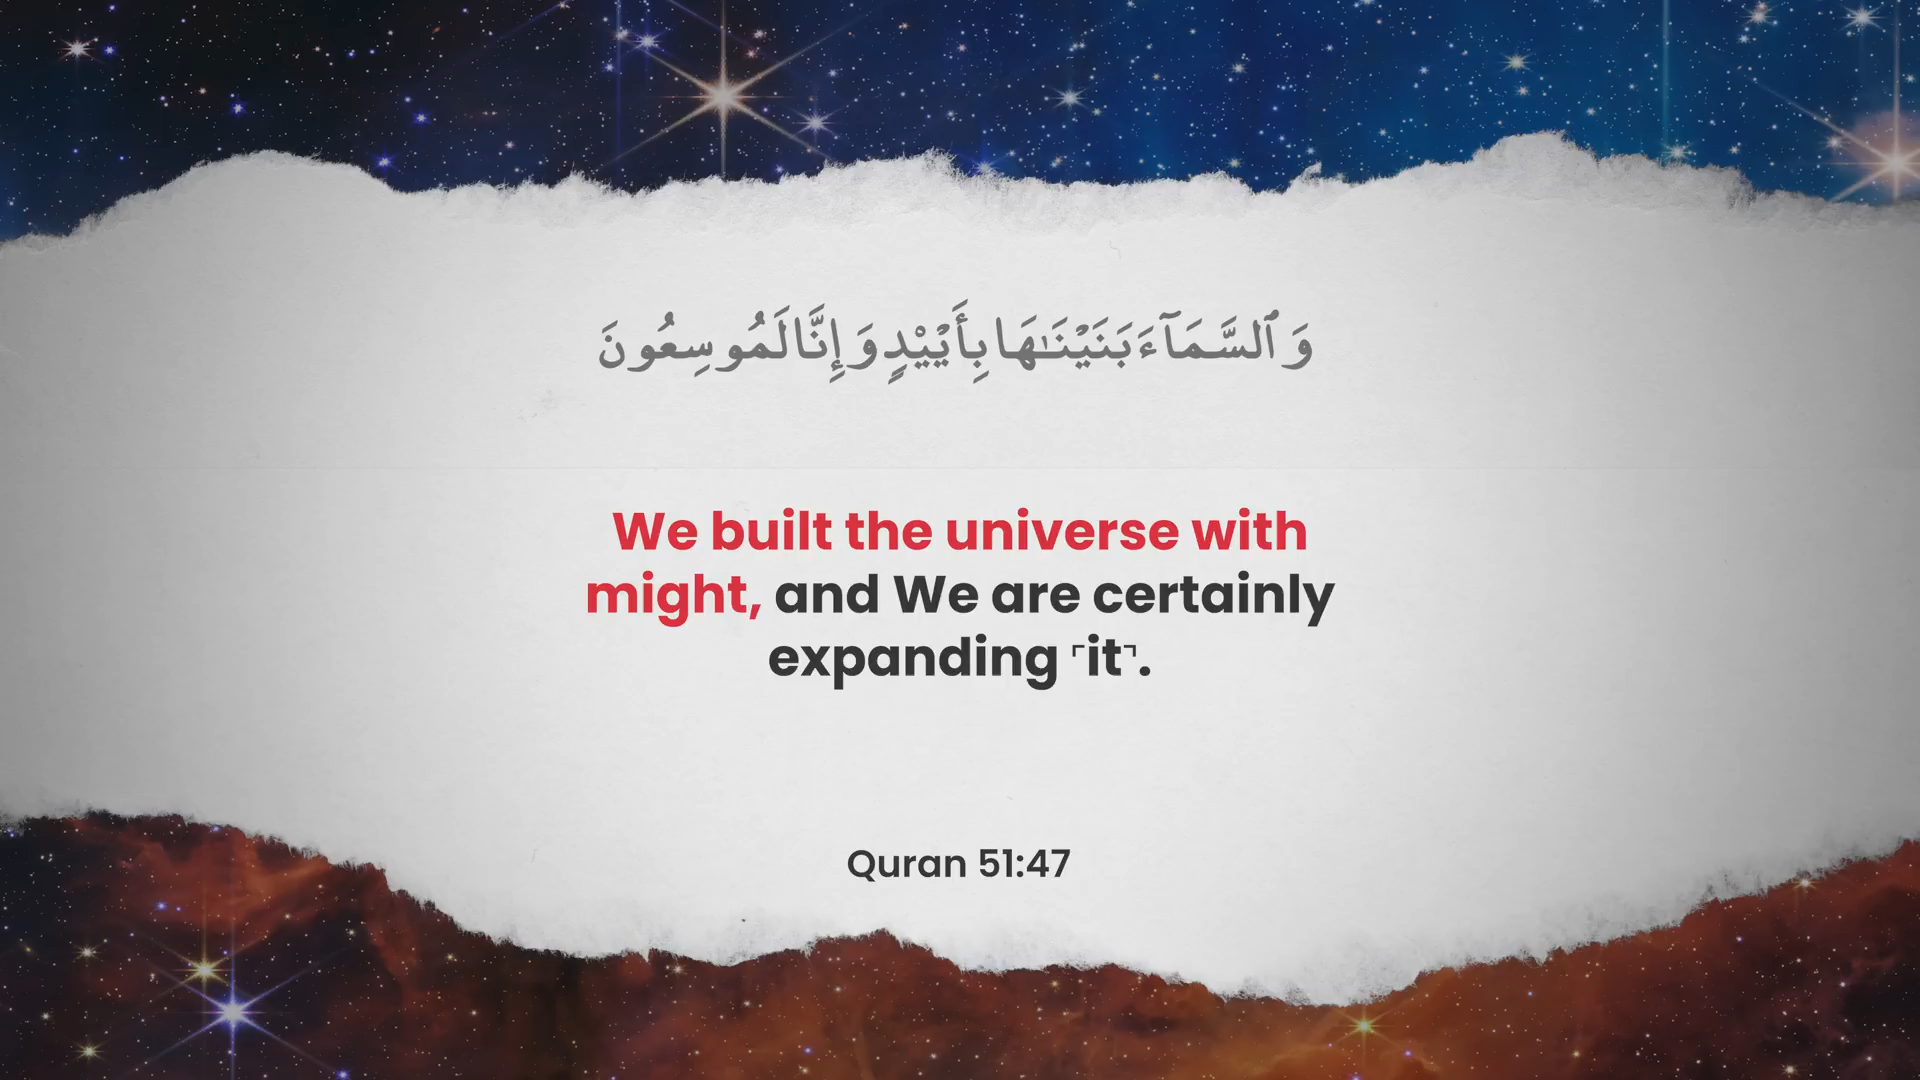 وَٱلسَّمَآءَ بَنَيْنَـٰهَا بِأَيْي۟دٍ وَإِنَّا لَمُوسِعُونَ
We built the universe with
might, and We are certainly
expanding ⌜it⌝.
Quran 51:47